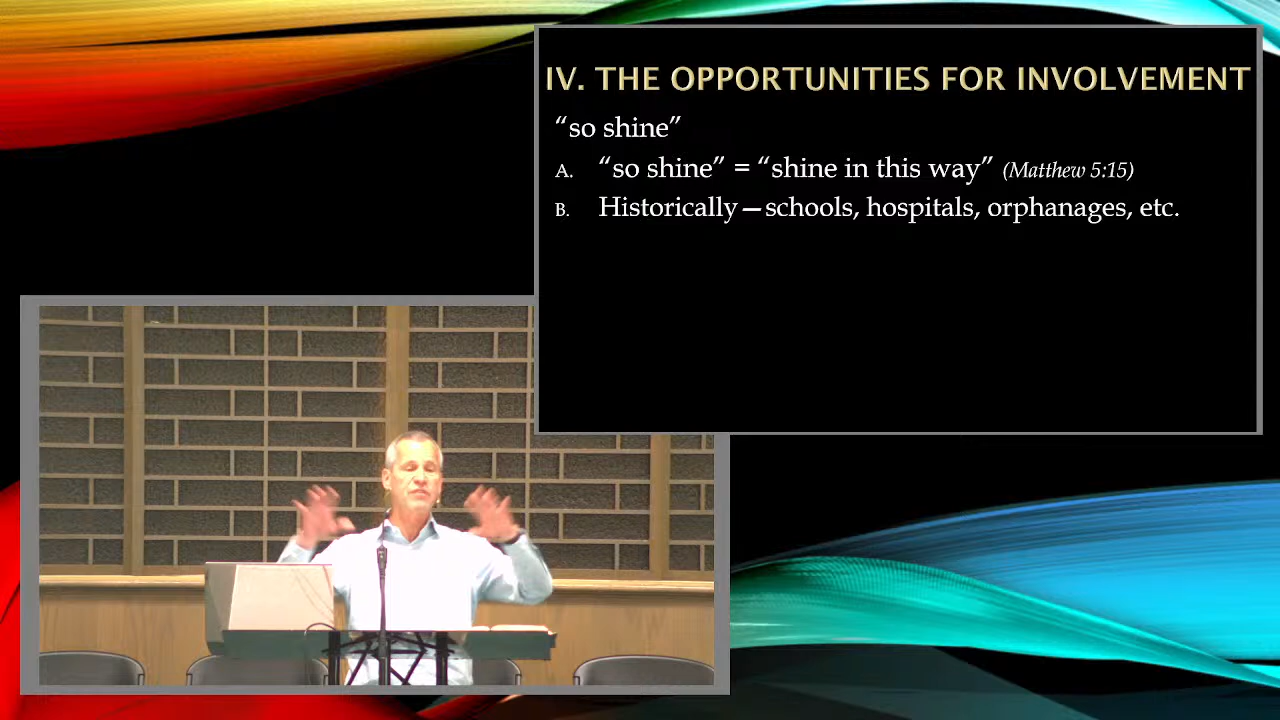 IV. THE OPPORTUNITIES FOR INVOLVEMENT
“so shine”
A. “so shine” = “shine in this way” (Matthew 5:15)
B. Historically—schools, hospitals, orphanages, etc.